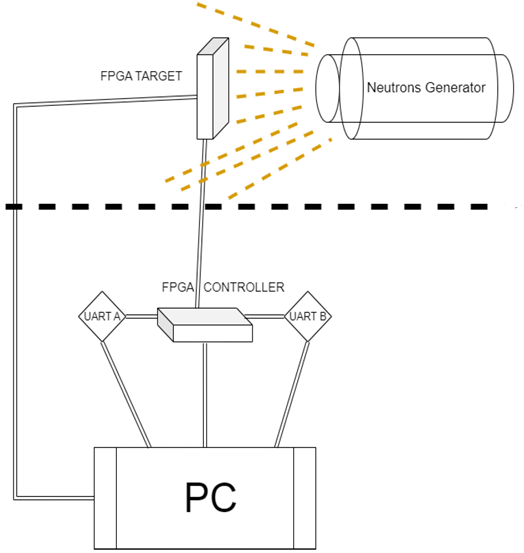 FPGA TARGET
Neutrons Generator
FPGA CONTROLLER
UART A
UART B
PC